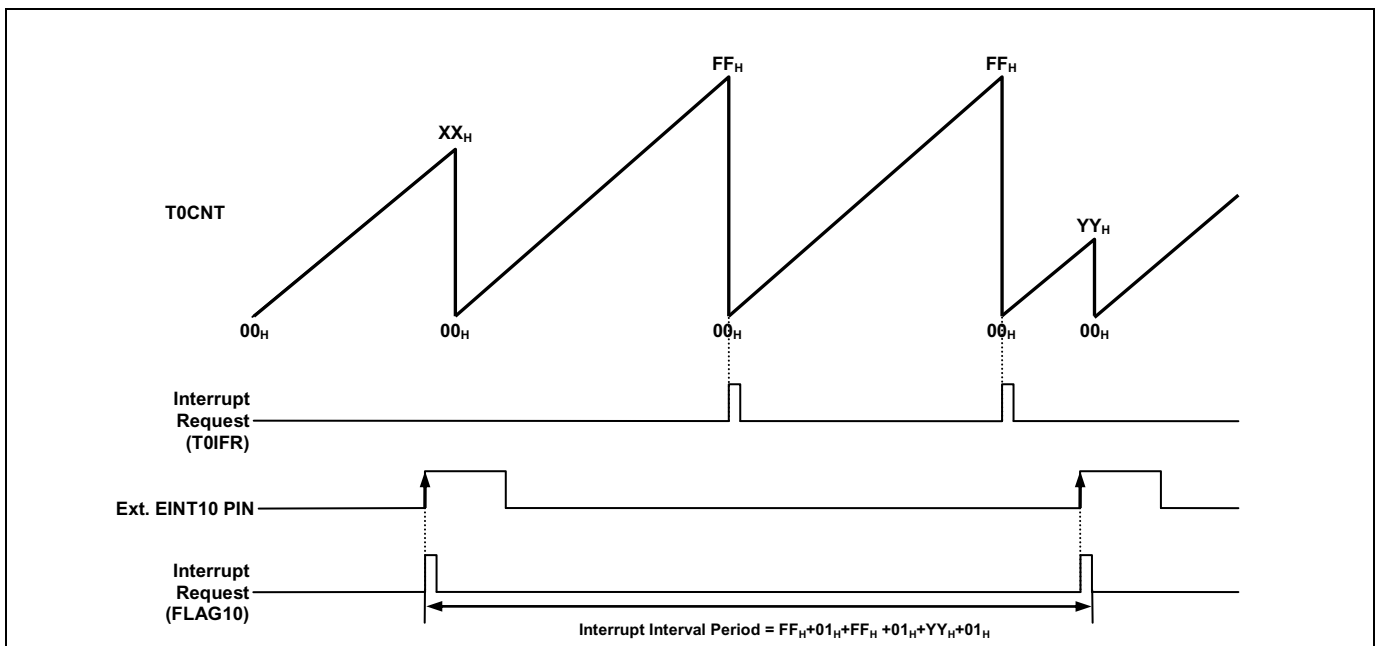 FFH FFH
XXH
T0CNT
YYH
00H 00H 00H 00H 00H
Interrupt
Request
(T0IFR)
Ext. EINT10 PIN
Interrupt
Request
(FLAG10)
Interrupt Interval Period = FFH+01H+FFH +01H+YYH+01H